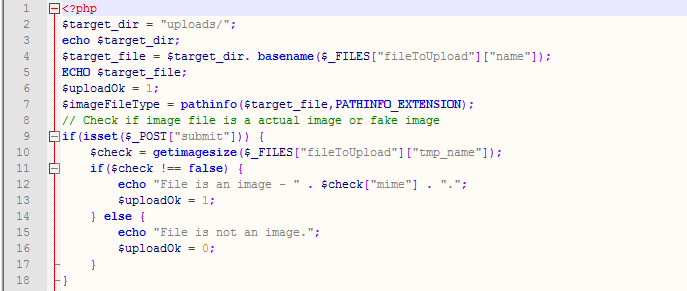 1 <?php
2 $target_dir = "uploads/";
3 echo $target_dir;
4 $target_file = $target_dir. basename($_FILES["fileToUpload"]["name"]);
5 ECHO $target_file;
6 $uploadOk = 1;
7 $imageFileType = pathinfo($target_file,PATHINFO_EXTENSION);
8 // Check if image file is a actual image or fake image
9 if(isset($_POST["submit"])) {
10     $check = getimagesize($_FILES["fileToUpload"]["tmp_name"]);
11     if($check !== false) {
12         echo "File is an image - " . $check["mime"] . ".";
13         $uploadOk = 1;
14     } else {
15         echo "File is not an image.";
16         $uploadOk = 0;
17     }
18 }